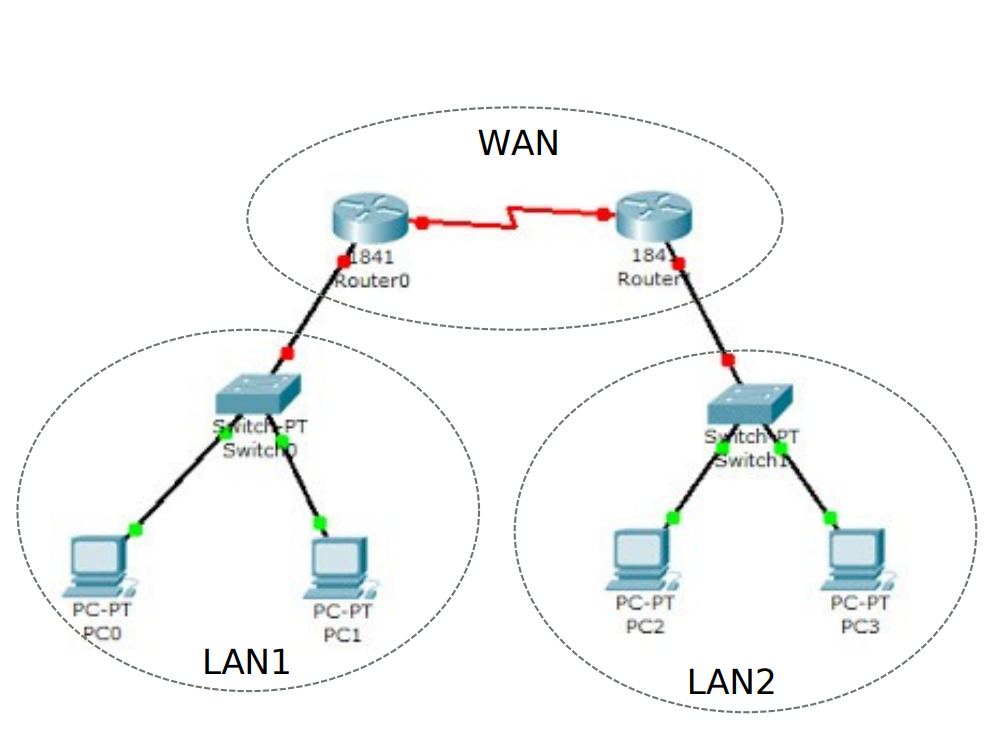 WAN
1841
Router0
1841
Router
Switch-PT
Switch0
Switch-PT
Switch1
PC-PT
PC0
PC-PT
PC1
PC-PT
PC2
PC-PT
PC3
LAN1
LAN2